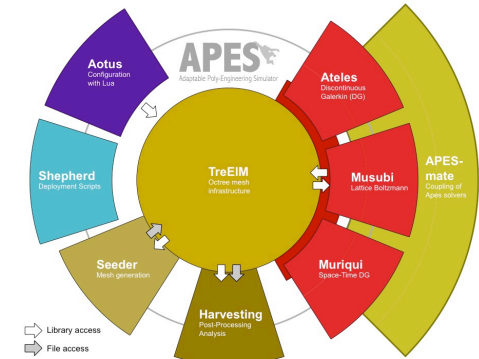 APES
Adaptable Poly-Engineering Simulator
Aotus
Configuration
with Lua
Ateles
Discontinuous
Galerkin (DG)
Shepherd
Deployment Scripts
TreElM
Octree mesh
infrastructure
Musubi
Lattice Boltzmann
APES-
mate
Coupling of
Apes solvers
Seeder
Mesh generation
Muriqui
Space-Time DG
Harvesting
Post-Processing
Analysis
Library access
File access